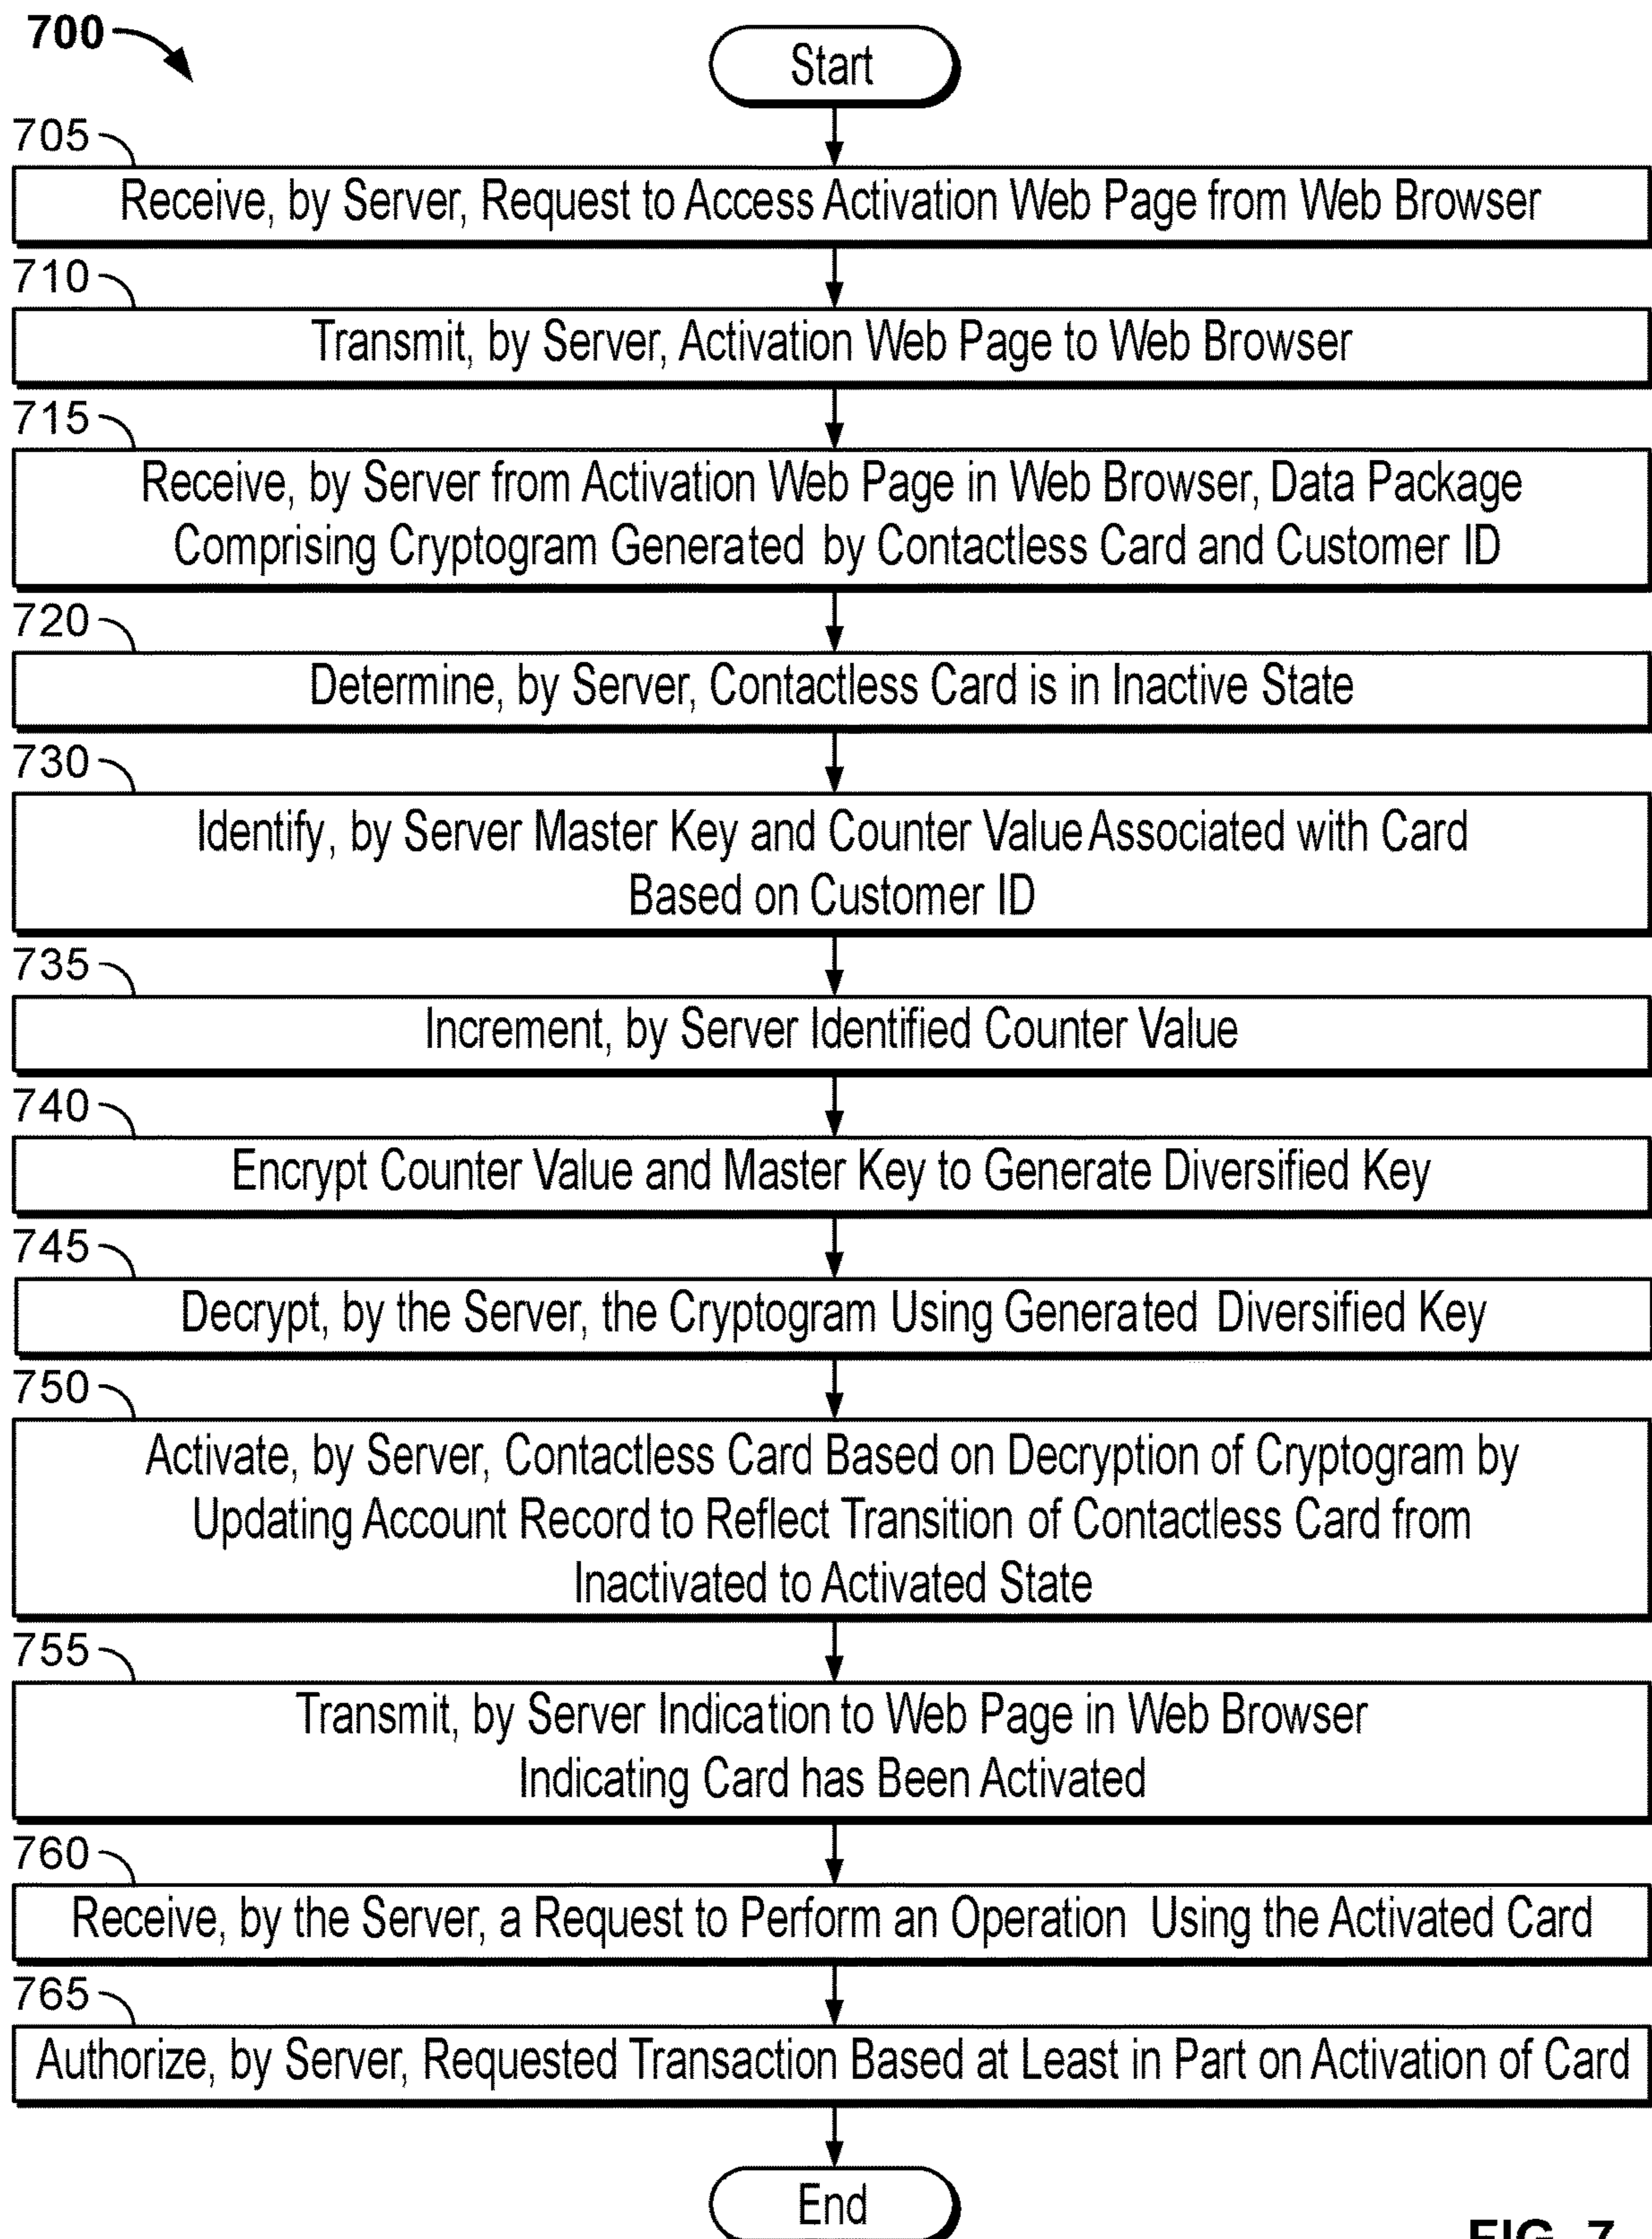 700
Start
705
Receive, by Server, Request to Access Activation Web Page from Web Browser
710
Transmit, by Server, Activation Web Page to Web Browser
715
Receive, by Server from Activation Web Page in Web Browser, Data Package
Comprising Cryptogram Generated by Contactless Card and Customer ID
720
Determine, by Server, Contactless Card is in Inactive State
730
Identify, by Server Master Key and Counter Value Associated with Card
Based on Customer ID
735
Increment, by Server Identified Counter Value
740
Encrypt Counter Value and Master Key to Generate Diversified Key
745
Decrypt, by the Server, the Cryptogram Using Generated Diversified Key
750
Activate, by Server, Contactless Card Based on Decryption of Cryptogram by
Updating Account Record to Reflect Transition of Contactless Card from
Inactivated to Activated State
755
Transmit, by Server Indication to Web Page in Web Browser
Indicating Card has Been Activated
760
Receive, by the Server, a Request to Perform an Operation Using the Activated Card
765
Authorize, by Server, Requested Transaction Based at Least in Part on Activation of Card
End
FIG. 7